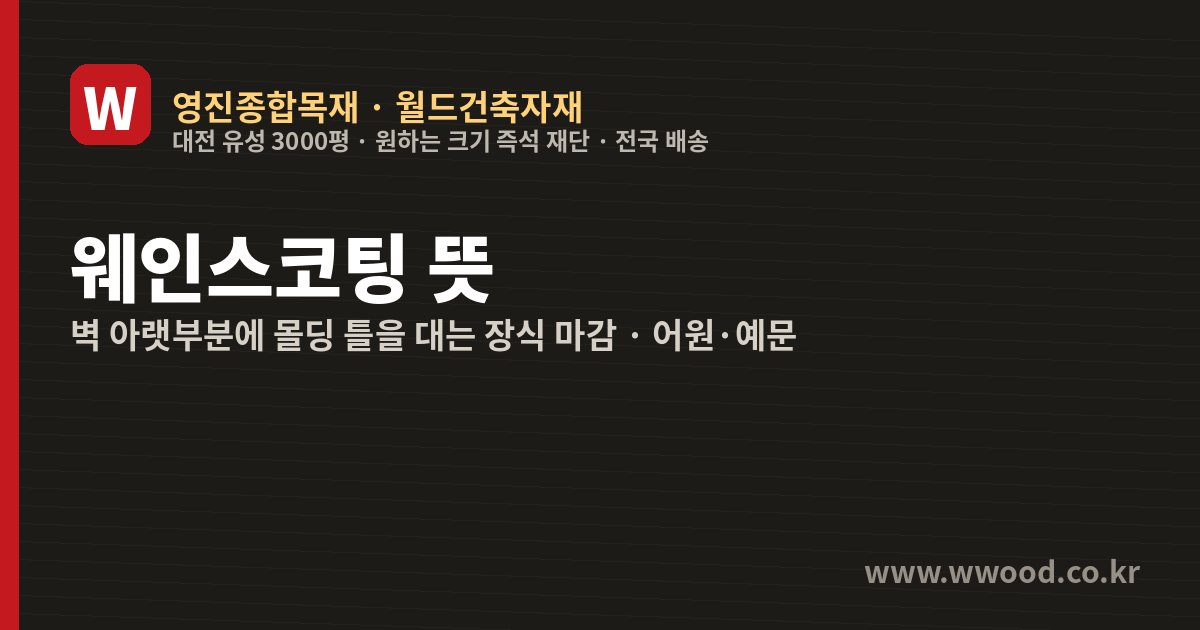 W
영진종합목재 · 월드건축자재
대전 유성 3000평 · 원하는 크기 즉석 재단 · 전국 배송
웨인스코팅 뜻
벽 아랫부분에 몰딩 틀을 대는 장식 마감 · 어원·예문
www.wwood.co.kr